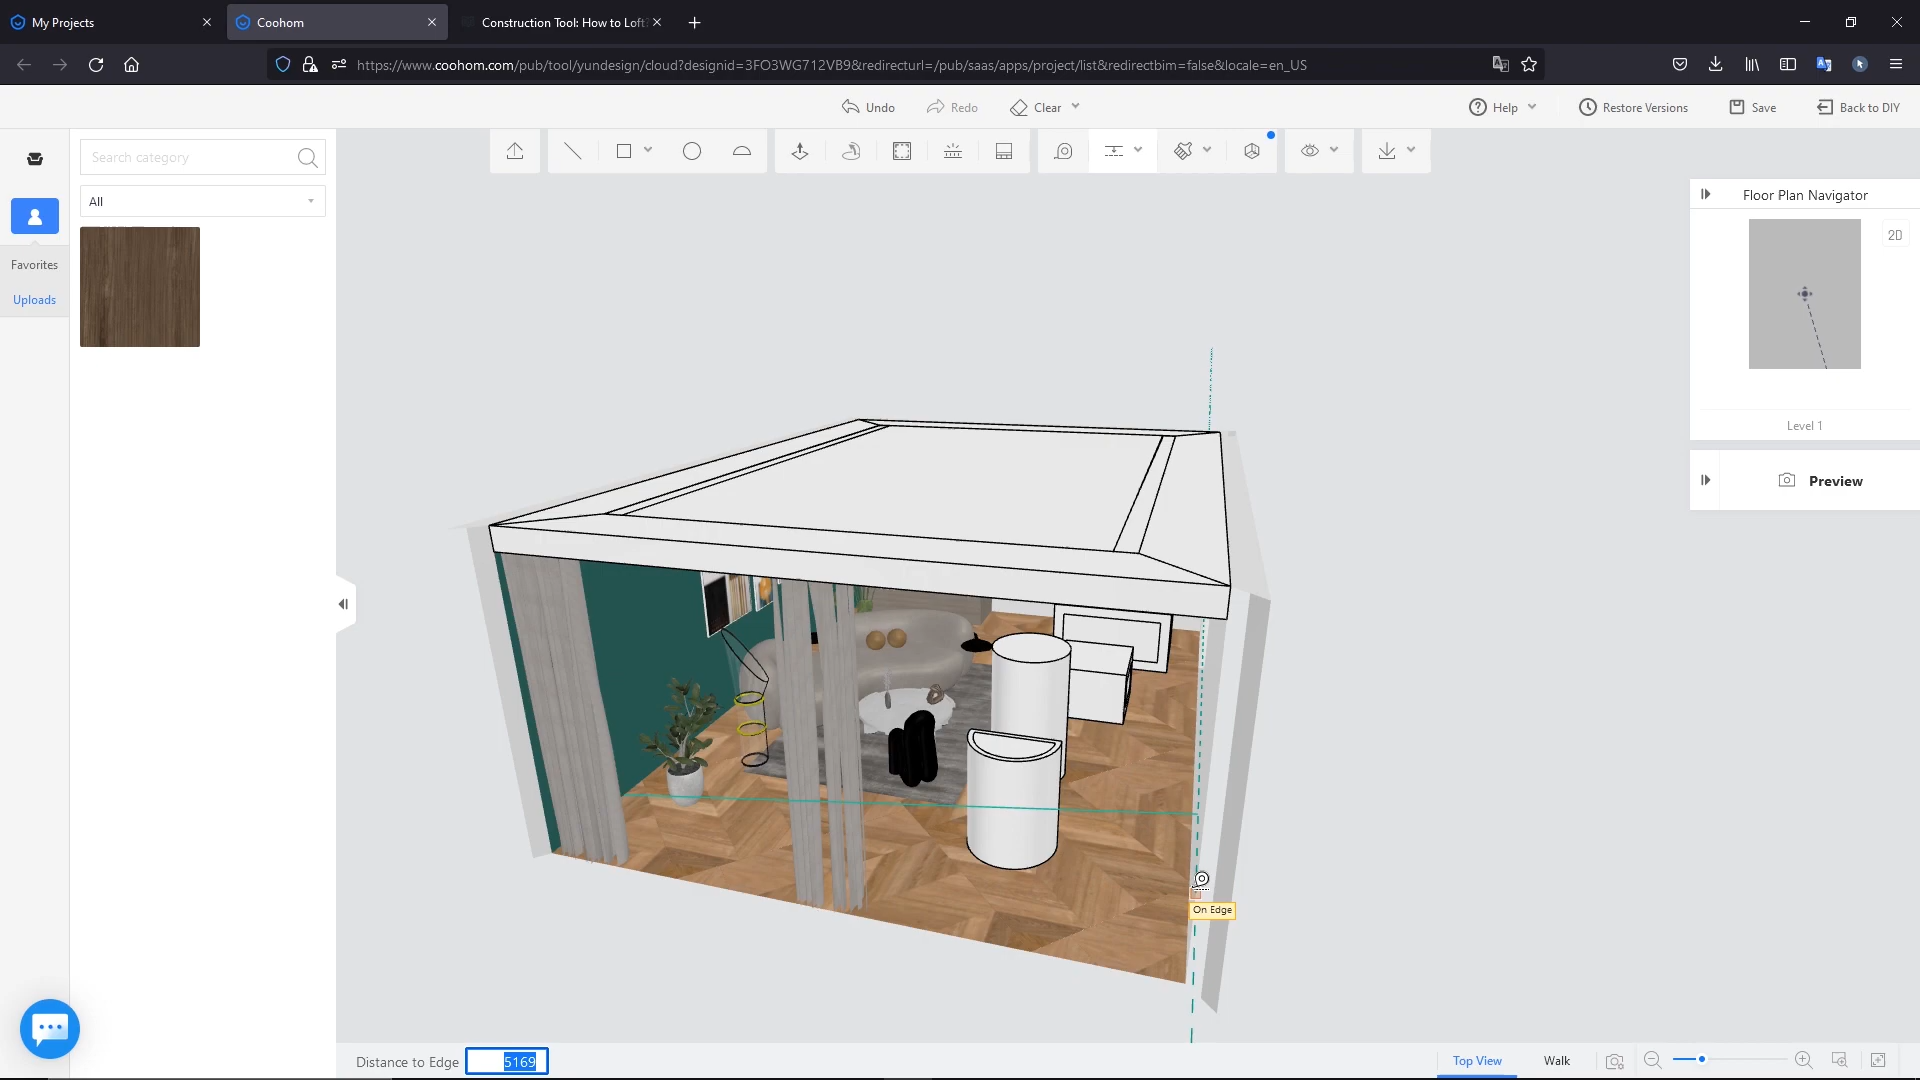 My Projects
Coohom
Construction Tool: How to Loft
https://www.coohom.com/pub/tool/yundesign/cloud?designid=3FO3WG712VB9&redirecturl=/pub/saas/apps/project/list&redirectbim=false&locale=en_US
Undo
Redo
Clear
Help
Restore Versions
Save
Back to DIY
Search category
All
Favorites
Uploads
Floor Plan Navigator
2D
Level 1
Preview
On Edge
Distance to Edge
5169
Top View
Walk